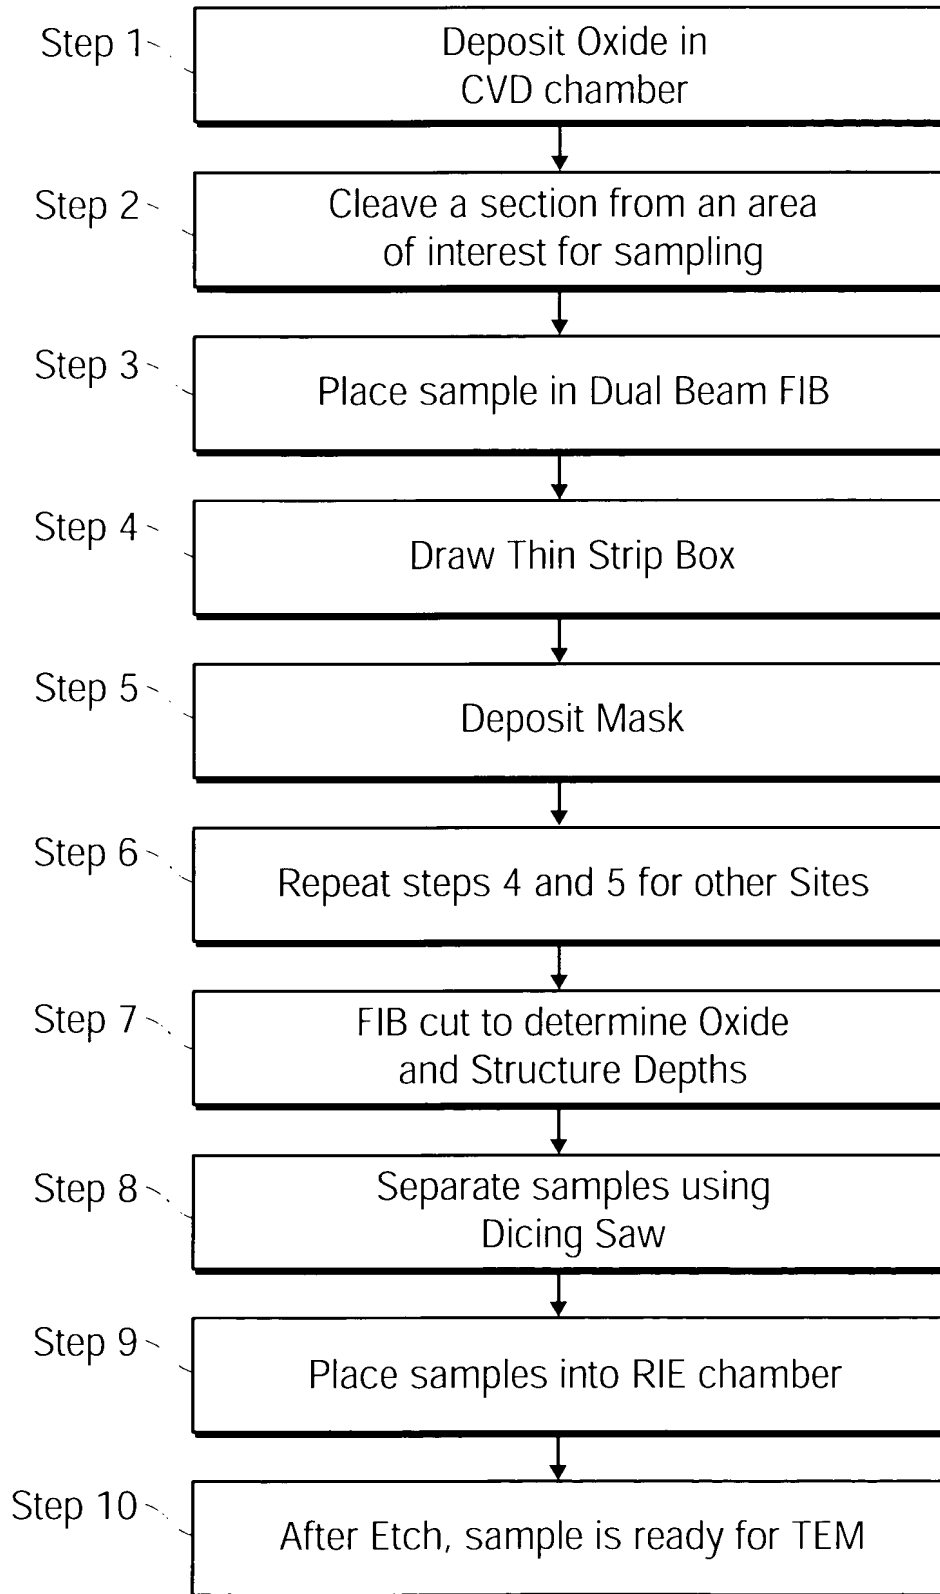 Step 1
Deposit Oxide in
CVD chamber
Step 2
Cleave a section from an area
of interest for sampling
Step 3
Place sample in Dual Beam FIB
Step 4
Draw Thin Strip Box
Step 5
Deposit Mask
Step 6
Repeat steps 4 and 5 for other Sites
Step 7
FIB cut to determine Oxide
and Structure Depths
Step 8
Separate samples using
Dicing Saw
Step 9
Place samples into RIE chamber
Step 10
After Etch, sample is ready for TEM